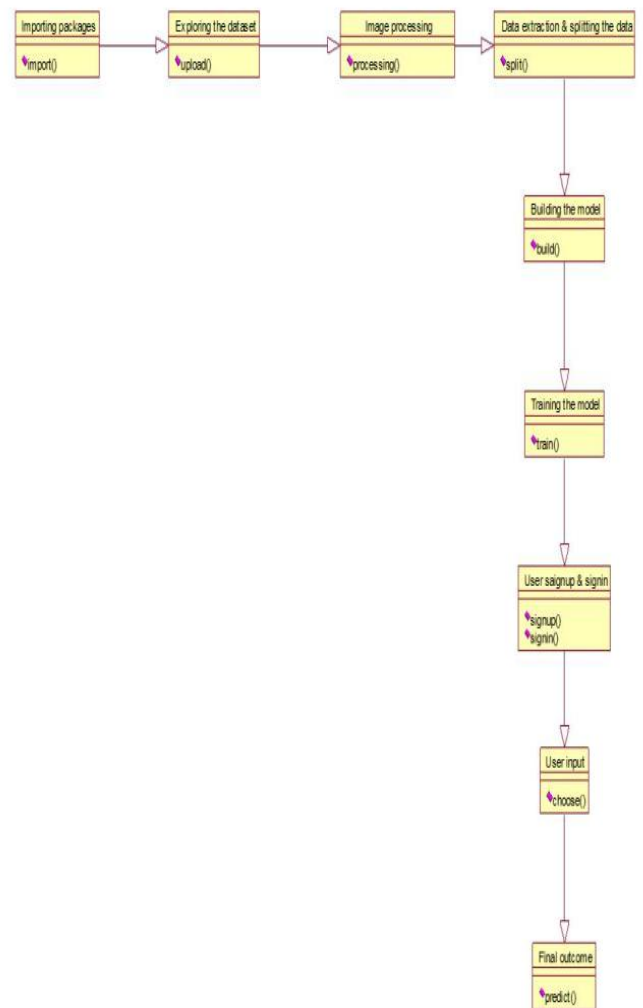 Importing packages
import()
Exploring the dataset
upload()
Image processing
processing()
Data extraction & splitting the data
split()
Building the model
build()
Training the model
train()
User saignup & signin
signup()
signin()
User input
choose()
Final outcome
predict()